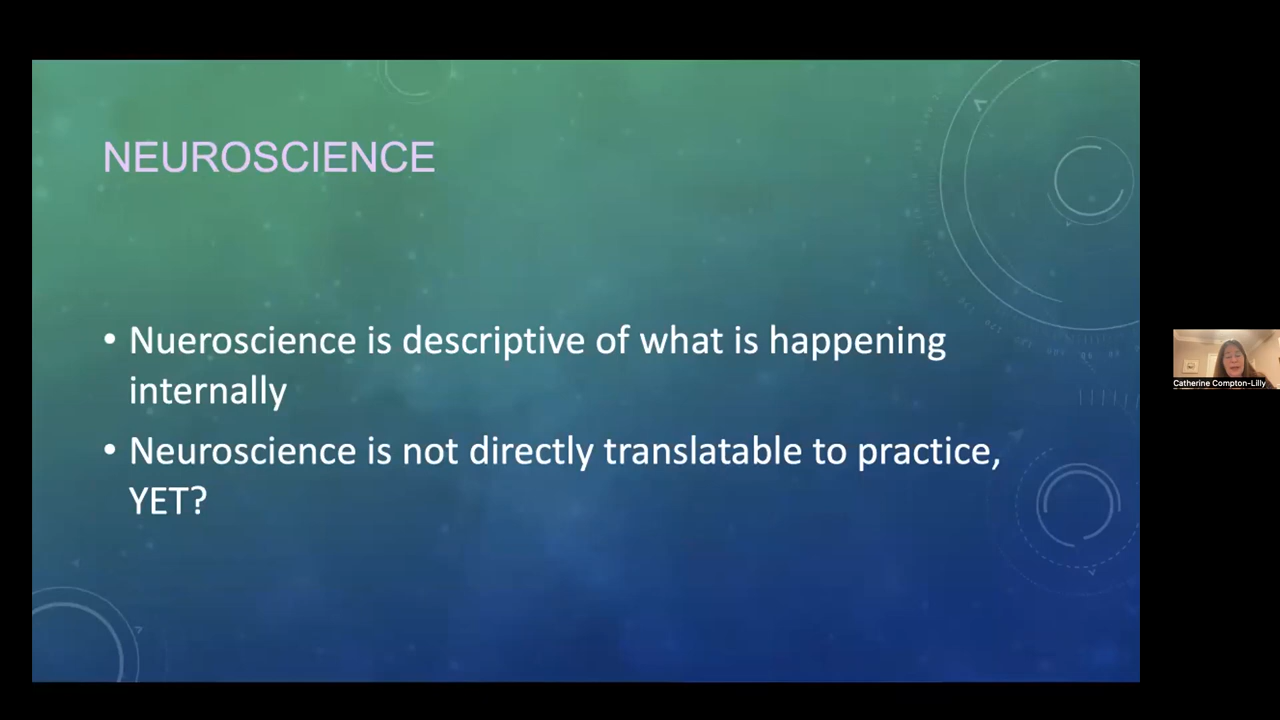 NEUROSCIENCE
• Nueroscience is descriptive of what is happening
internally
• Neuroscience is not directly translatable to practice,
YET?
Catherine Compton-Lilly